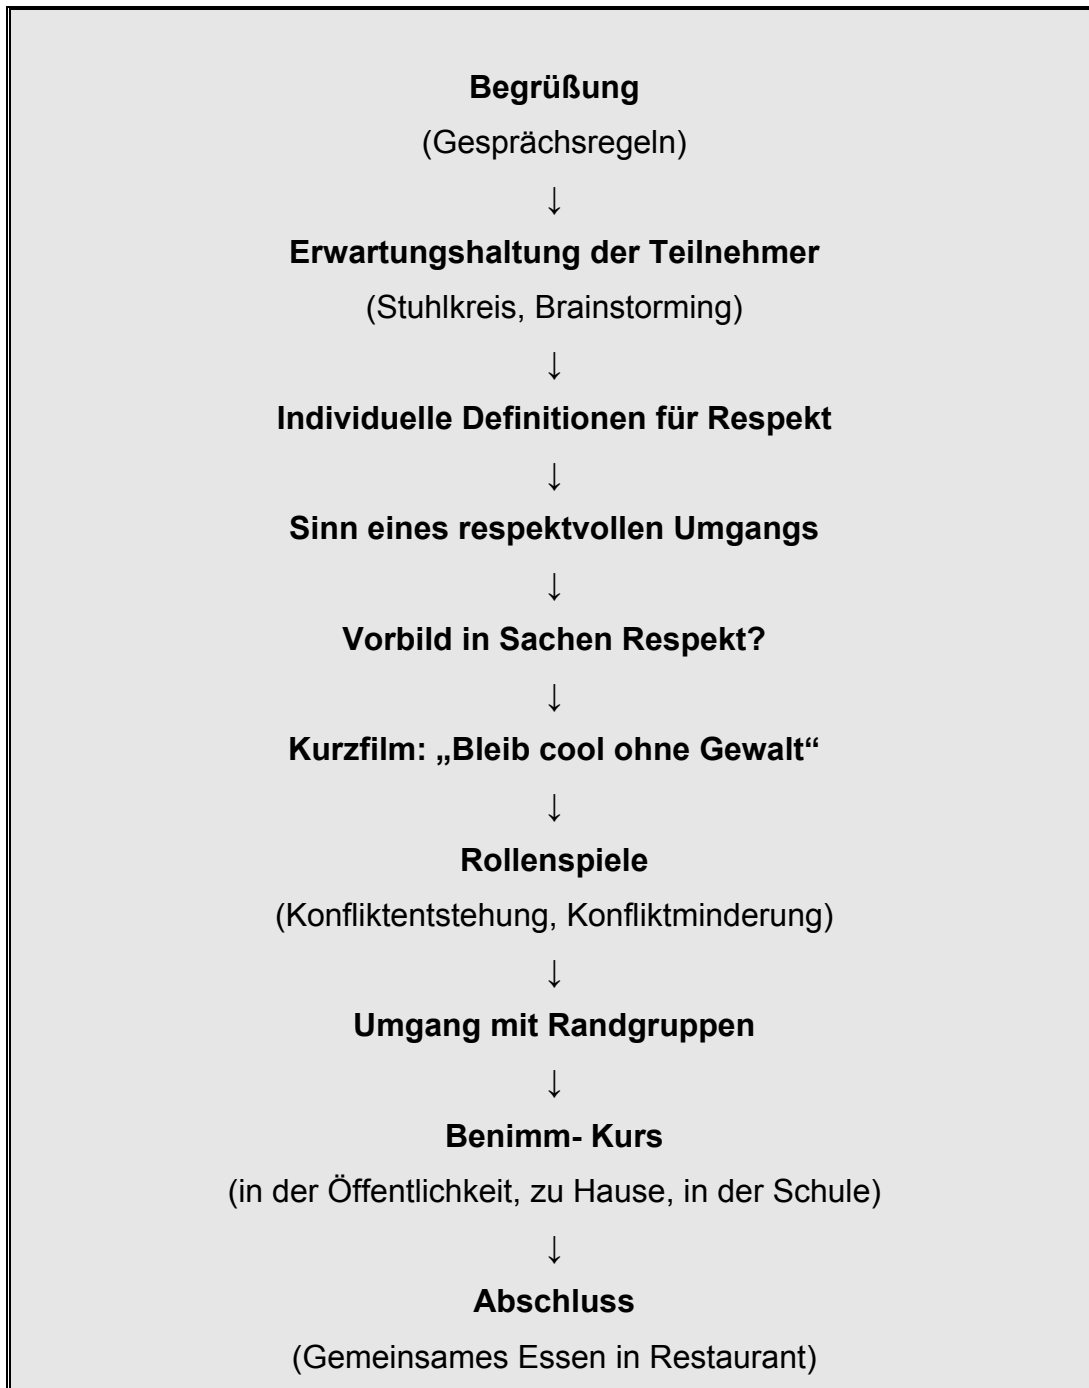 Begrüßung
(Gesprächsregeln)
↓
Erwartungshaltung der Teilnehmer
(Stuhlkreis, Brainstorming)
↓
Individuelle Definitionen für Respekt
↓
Sinn eines respektvollen Umgangs
↓
Vorbild in Sachen Respekt?
↓
Kurzfilm: „Bleib cool ohne Gewalt“
↓
Rollenspiele
(Konfliktentstehung, Konfliktminderung)
↓
Umgang mit Randgruppen
↓
Benimm- Kurs
(in der Öffentlichkeit, zu Hause, in der Schule)
↓
Abschluss
(Gemeinsames Essen in Restaurant)